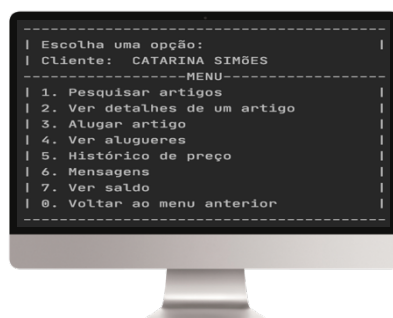 ------------------------------------------
| Escolha uma opção: |
| Cliente: CATARINA SIMÕES
------------------MENU------------------
| 1. Pesquisar artigos |
| 2. Ver detalhes de um artigo |
| 3. Alugar artigo |
| 4. Ver alugueres |
| 5. Histórico de preço |
| 6. Mensagens |
| 7. Ver saldo |
| 0. Voltar ao menu anterior |
------------------------------------------